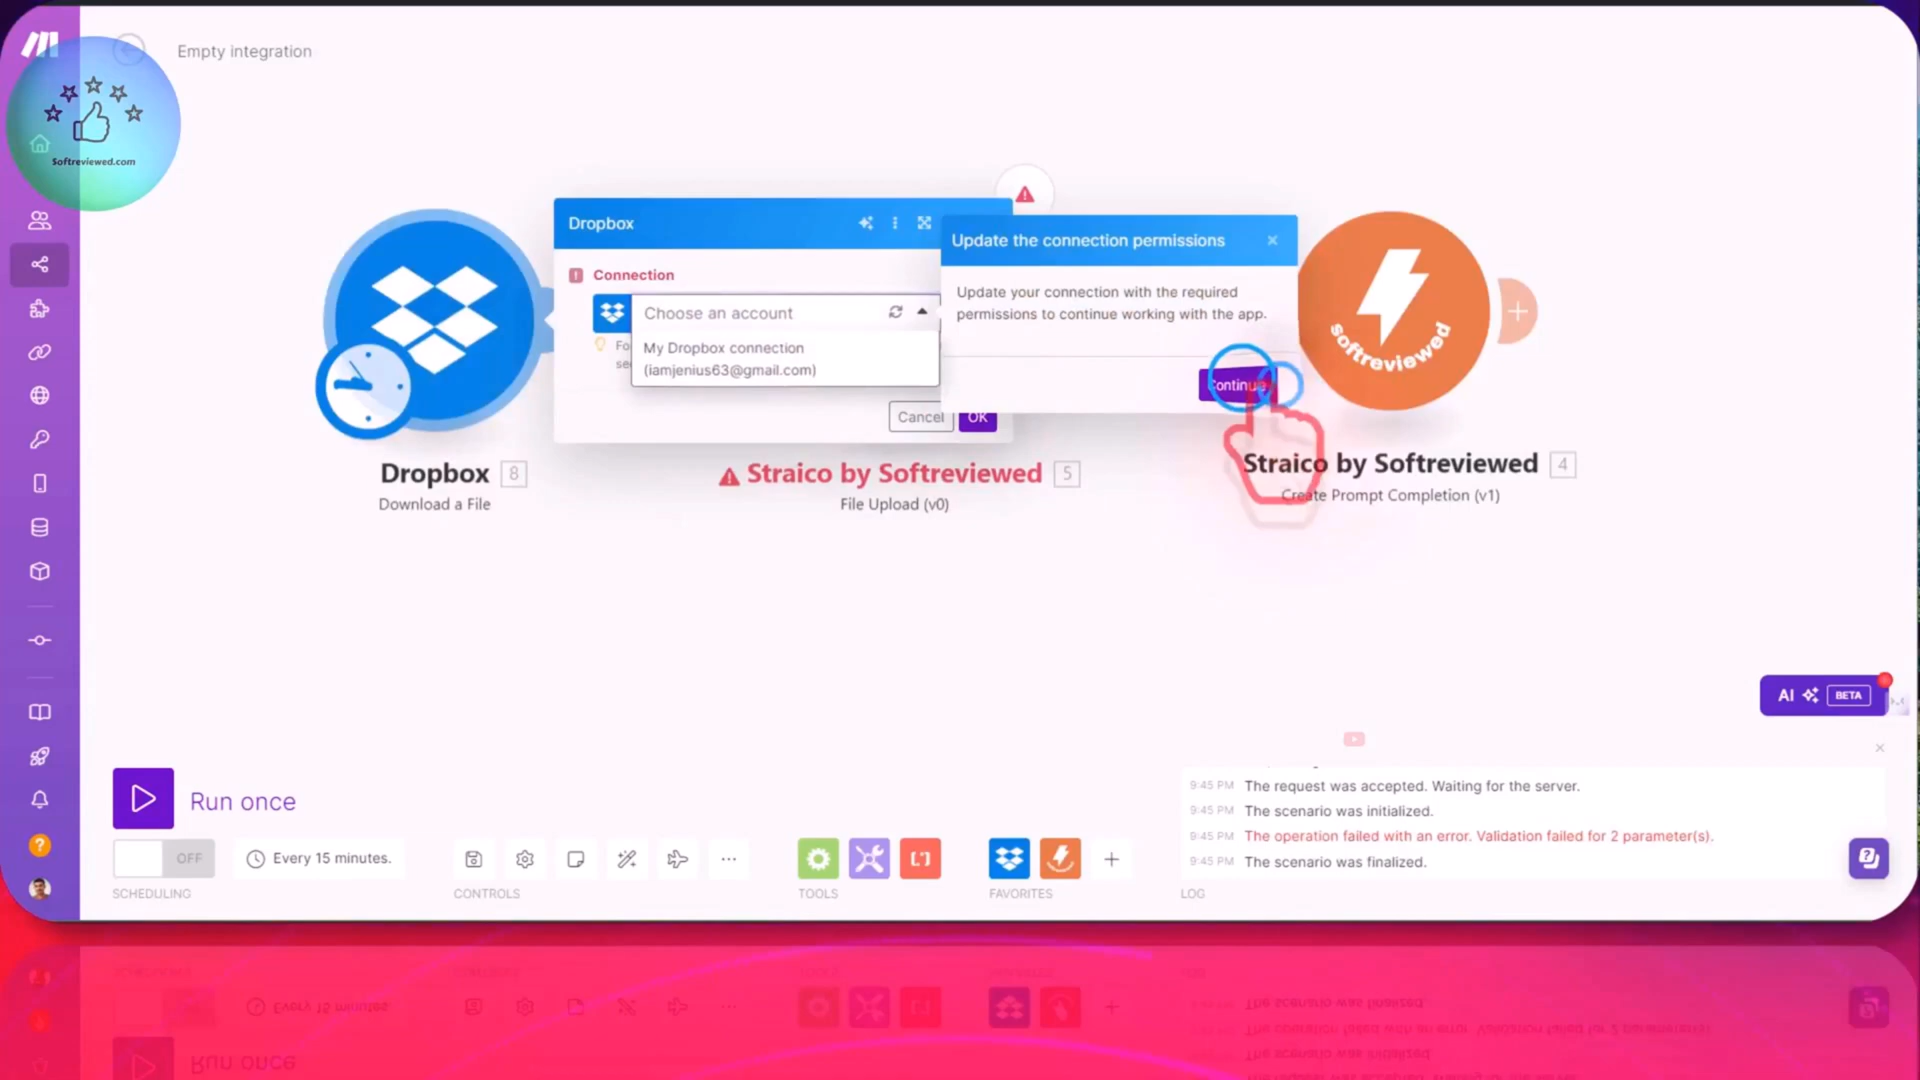 Empty integration
Softreviewed.com
Dropbox
Connection
Choose an account
My Dropbox connection
(iamjenius63@gmail.com)
Fo
se
Cancel
OK
Update the connection permissions
Update your connection with the required
permissions to continue working with the app.
Continue
softreviewed
Dropbox 8
Download a File
Straico by Softreviewed 5
File Upload (v0)
Straico by Softreviewed 4
Create Prompt Completion (v1)
AI BETA
Run once
OFF
Every 15 minutes.
SCHEDULING
CONTROLS
TOOLS
FAVORITES
LOG
9:45 PM The request was accepted. Waiting for the server.
9:45 PM The scenario was initialized.
9:45 PM The operation failed with an error. Validation failed for 2 parameter(s).
9:45 PM The scenario was finalized.